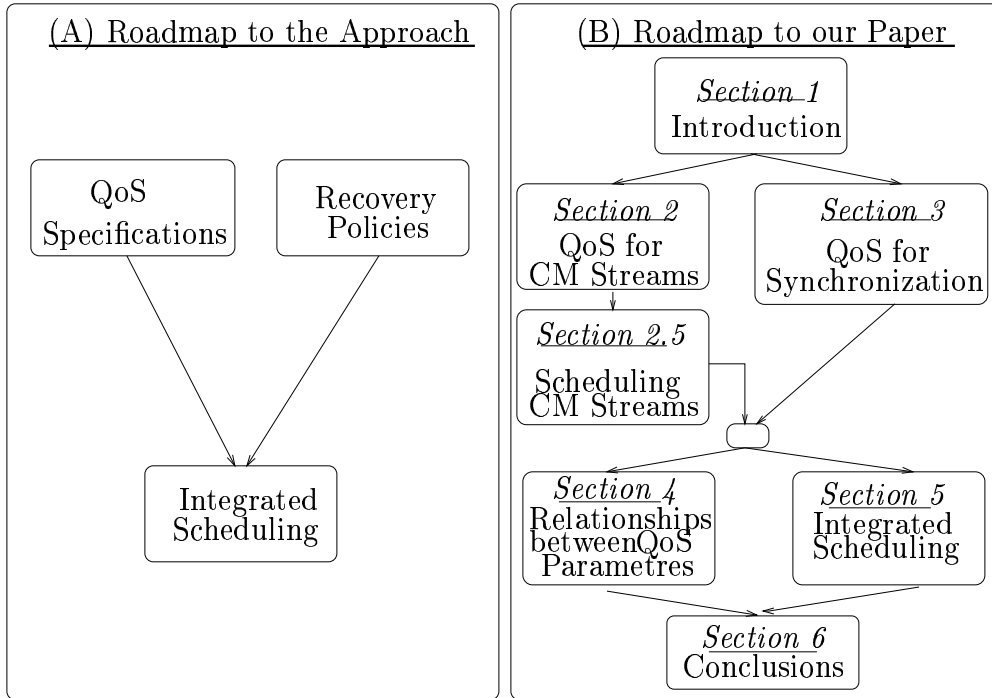 (A) Roadmap to the Approach
QoS
Specifications
Recovery
Policies
Integrated
Scheduling
(B) Roadmap to our Paper
Section 1
Introduction
Section 2
QoS for
CM Streams
Section 3
QoS for
Synchronization
Section 2.5
Scheduling
CM Streams
Section 4
Relationships
betweenQoS
Parametres
Section 5
Integrated
Scheduling
Section 6
Conclusions